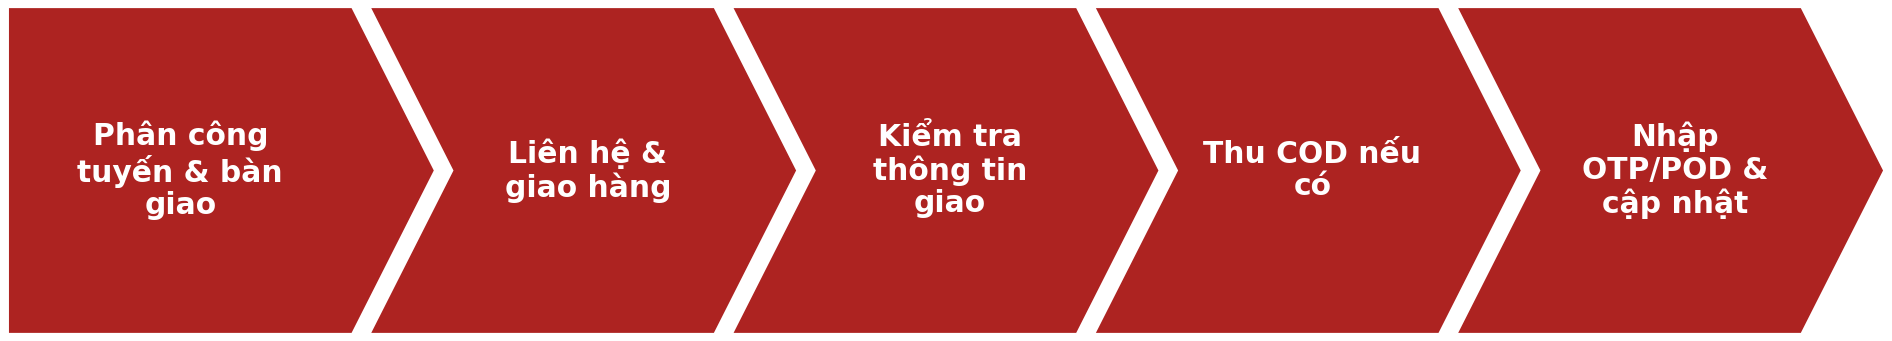 Phân công
tuyến & bàn
giao
Liên hệ &
giao hàng
Kiểm tra
thông tin
giao
Thu COD nếu
có
Nhập
OTP/POD &
cập nhật